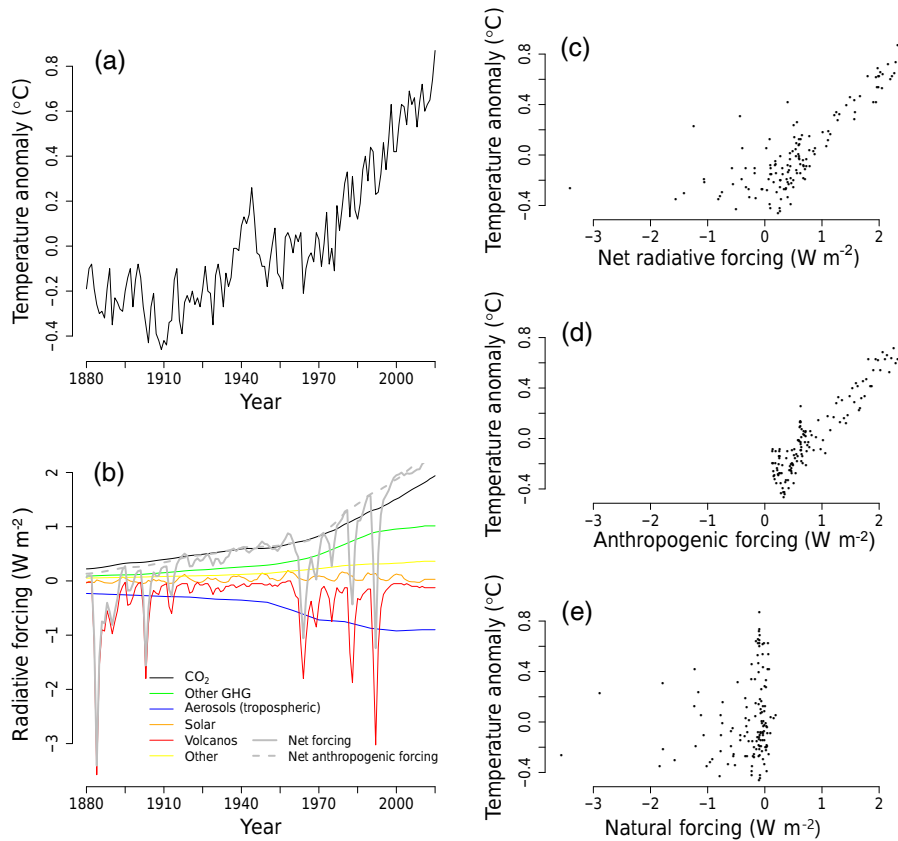 (a)
Temperature anomaly (°C)
0.8
0.6
0.4
0.2
0.0
−0.2
−0.4
1880 1910 1940 1970 2000
Year
(b)
Radiative forcing (W m-2)
2
1
0
−1
−2
−3
CO2
Other GHG
Aerosols (tropospheric)
Solar
Volcanos
Other
Net forcing
Net anthropogenic forcing
1880 1910 1940 1970 2000
Year
(c)
Temperature anomaly (°C)
0.8
0.4
0.0
−0.4
−3 −2 −1 0 1 2
Net radiative forcing (W m-2)
(d)
Temperature anomaly (°C)
0.8
0.4
0.0
−0.4
−3 −2 −1 0 1 2
Anthropogenic forcing (W m-2)
(e)
Temperature anomaly (°C)
0.8
0.4
0.0
−0.4
−3 −2 −1 0 1 2
Natural forcing (W m-2)